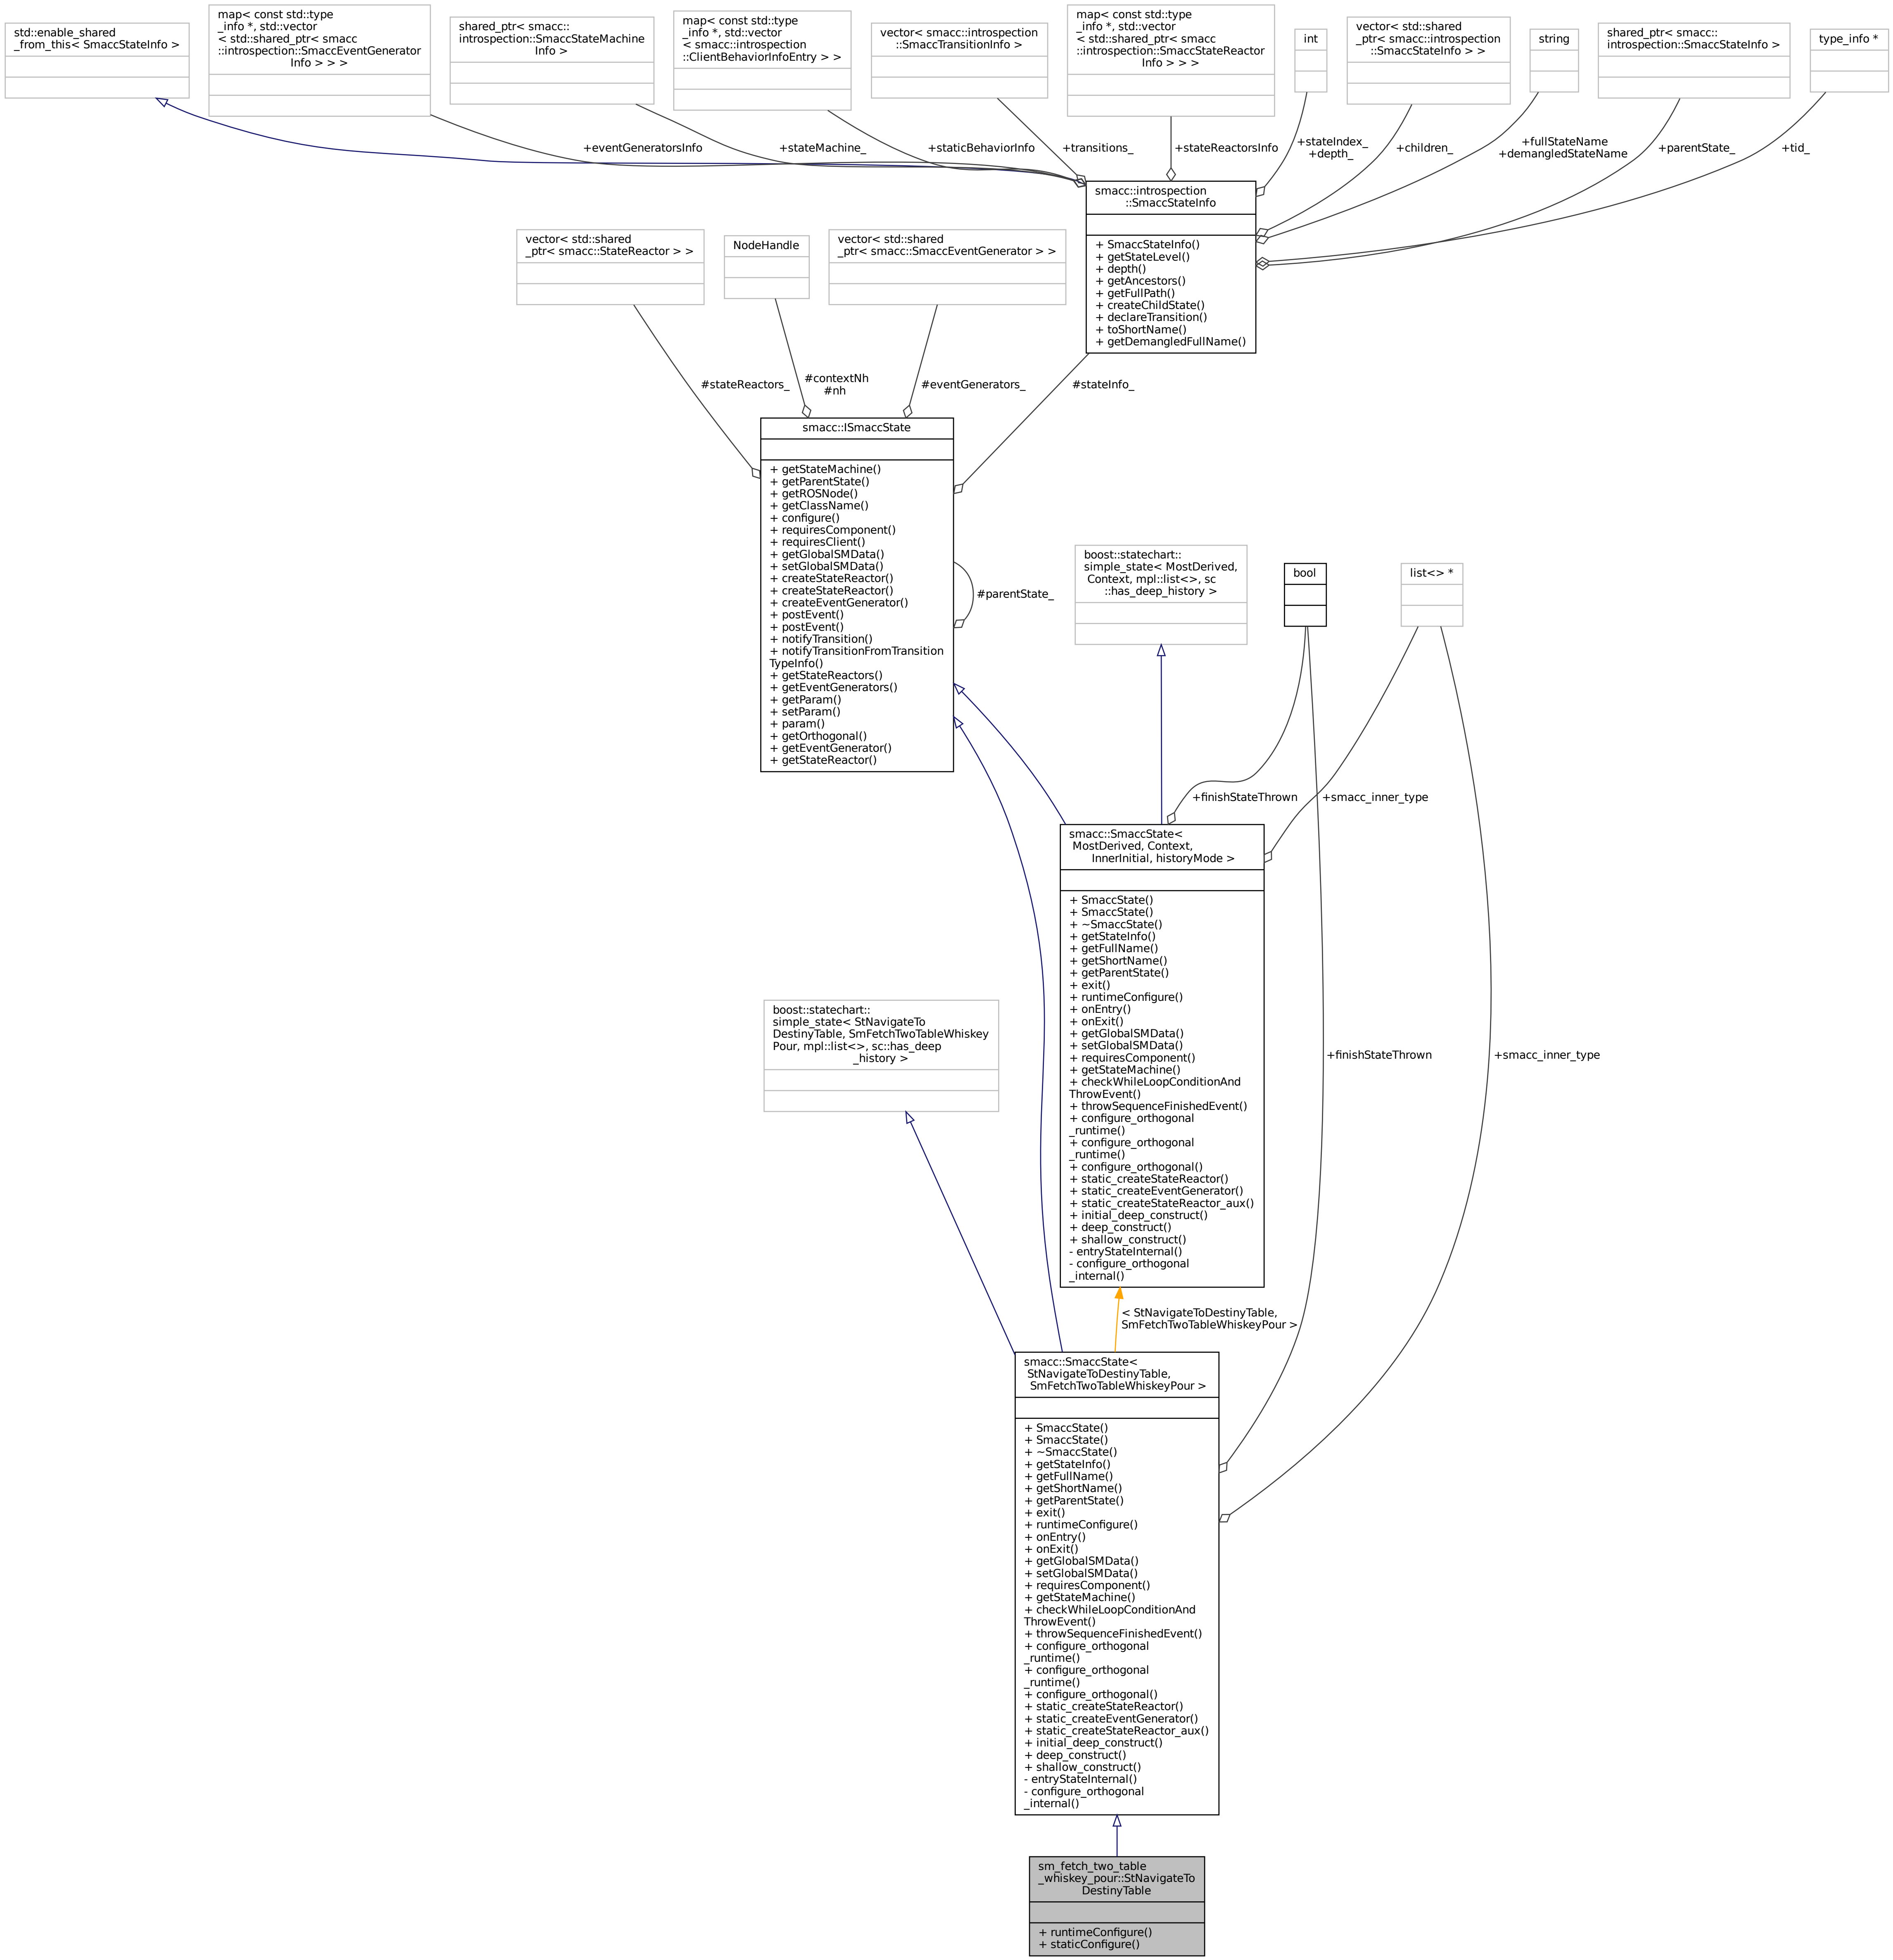 std::enable_shared
_from_this< SmaccStateInfo >
map< const std::type
_info *, std::vector
< std::shared_ptr< smacc
::introspection::SmaccEventGenerator
Info > > >
shared_ptr< smacc::
introspection::SmaccStateMachine
Info >
map< const std::type
_info *, std::vector
< smacc::introspection
::ClientBehaviorInfoEntry > >
vector< smacc::introspection
::SmaccTransitionInfo >
map< const std::type
_info *, std::vector
< std::shared_ptr< smacc
::introspection::SmaccStateReactor
Info > > >
int
vector< std::shared
_ptr< smacc::introspection
::SmaccStateInfo > >
string
shared_ptr< smacc::
introspection::SmaccStateInfo >
type_info *
+eventGeneratorsInfo
+stateMachine_
+staticBehaviorInfo
+transitions_
+stateReactorsInfo
+stateIndex_
+depth_
+children_
+fullStateName
+demangledStateName
+parentState_
+tid_
smacc::introspection
::SmaccStateInfo
+ SmaccStateInfo()
+ getStateLevel()
+ depth()
+ getAncestors()
+ getFullPath()
+ createChildState()
+ declareTransition()
+ toShortName()
+ getDemangledFullName()
vector< std::shared
_ptr< smacc::StateReactor > >
NodeHandle
vector< std::shared
_ptr< smacc::SmaccEventGenerator > >
#stateReactors_
#contextNh
#nh
#eventGenerators_
#stateInfo_
smacc::ISmaccState
+ getStateMachine()
+ getParentState()
+ getROSNode()
+ getClassName()
+ configure()
+ requiresComponent()
+ requiresClient()
+ getGlobalSMData()
+ setGlobalSMData()
+ createStateReactor()
+ createStateReactor()
+ createEventGenerator()
+ postEvent()
+ postEvent()
+ notifyTransition()
+ notifyTransitionFromTransition
TypeInfo()
+ getStateReactors()
+ getEventGenerators()
+ getParam()
+ setParam()
+ param()
+ getOrthogonal()
+ getEventGenerator()
+ getStateReactor()
#parentState_
boost::statechart::
simple_state< MostDerived,
Context, mpl::list<>, sc
::has_deep_history >
bool
list<> *
+finishStateThrown
+smacc_inner_type
smacc::SmaccState<
MostDerived, Context,
InnerInitial, historyMode >
+ SmaccState()
+ SmaccState()
+ ~SmaccState()
+ getStateInfo()
+ getFullName()
+ getShortName()
+ getParentState()
+ exit()
+ runtimeConfigure()
+ onEntry()
+ onExit()
+ getGlobalSMData()
+ setGlobalSMData()
+ requiresComponent()
+ getStateMachine()
+ checkWhileLoopConditionAnd
ThrowEvent()
+ throwSequenceFinishedEvent()
+ configure_orthogonal
_runtime()
+ configure_orthogonal
_runtime()
+ configure_orthogonal()
+ static_createStateReactor()
+ static_createEventGenerator()
+ static_createStateReactor_aux()
+ initial_deep_construct()
+ deep_construct()
+ shallow_construct()
- entryStateInternal()
- configure_orthogonal
_internal()
boost::statechart::
simple_state< StNavigateTo
DestinyTable, SmFetchTwoTableWhiskey
Pour, mpl::list<>, sc::has_deep
_history >
+finishStateThrown
+smacc_inner_type
< StNavigateToDestinyTable,
SmFetchTwoTableWhiskeyPour >
smacc::SmaccState<
StNavigateToDestinyTable,
SmFetchTwoTableWhiskeyPour >
+ SmaccState()
+ SmaccState()
+ ~SmaccState()
+ getStateInfo()
+ getFullName()
+ getShortName()
+ getParentState()
+ exit()
+ runtimeConfigure()
+ onEntry()
+ onExit()
+ getGlobalSMData()
+ setGlobalSMData()
+ requiresComponent()
+ getStateMachine()
+ checkWhileLoopConditionAnd
ThrowEvent()
+ throwSequenceFinishedEvent()
+ configure_orthogonal
_runtime()
+ configure_orthogonal
_runtime()
+ configure_orthogonal()
+ static_createStateReactor()
+ static_createEventGenerator()
+ static_createStateReactor_aux()
+ initial_deep_construct()
+ deep_construct()
+ shallow_construct()
- entryStateInternal()
- configure_orthogonal
_internal()
sm_fetch_two_table
_whiskey_pour::StNavigateTo
DestinyTable
+ runtimeConfigure()
+ staticConfigure()